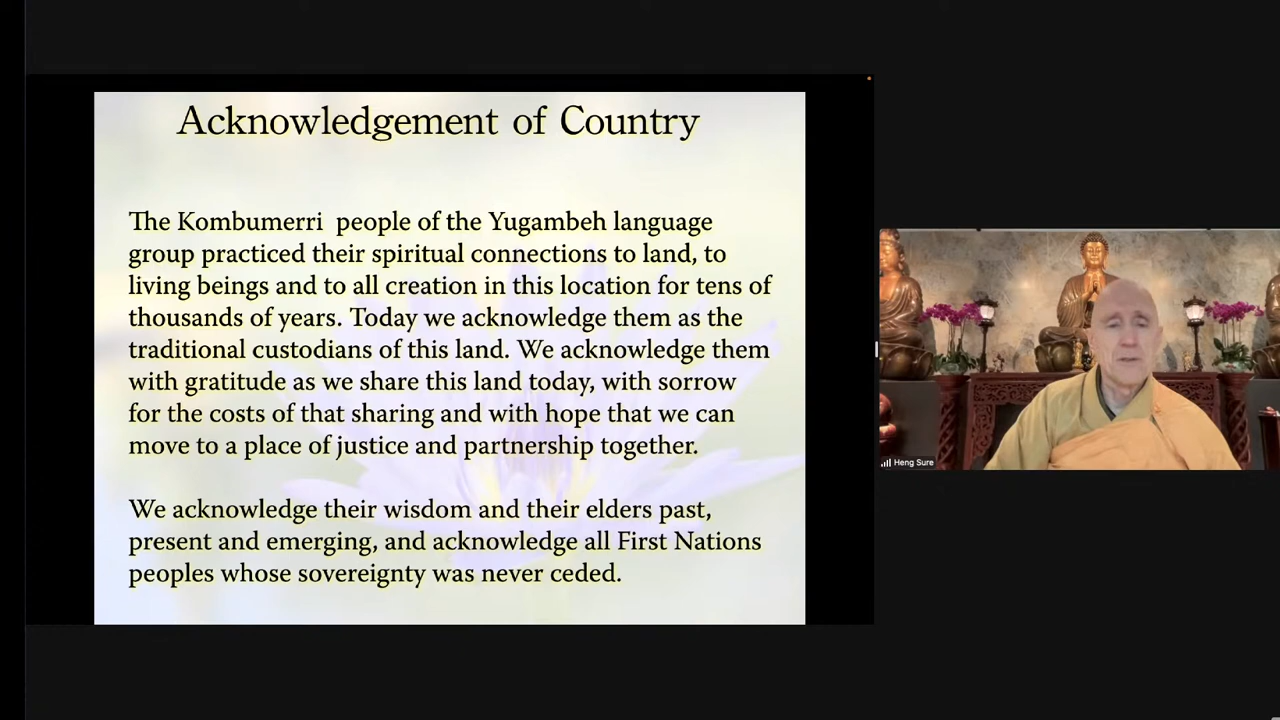 Acknowledgement of Country
The Kombumerri people of the Yugambeh language
group practiced their spiritual connections to land, to
living beings and to all creation in this location for tens of
thousands of years. Today we acknowledge them as the
traditional custodians of this land. We acknowledge them
with gratitude as we share this land today, with sorrow
for the costs of that sharing and with hope that we can
move to a place of justice and partnership together.
We acknowledge their wisdom and their elders past,
present and emerging, and acknowledge all First Nations
peoples whose sovereignty was never ceded.
Heng Sure